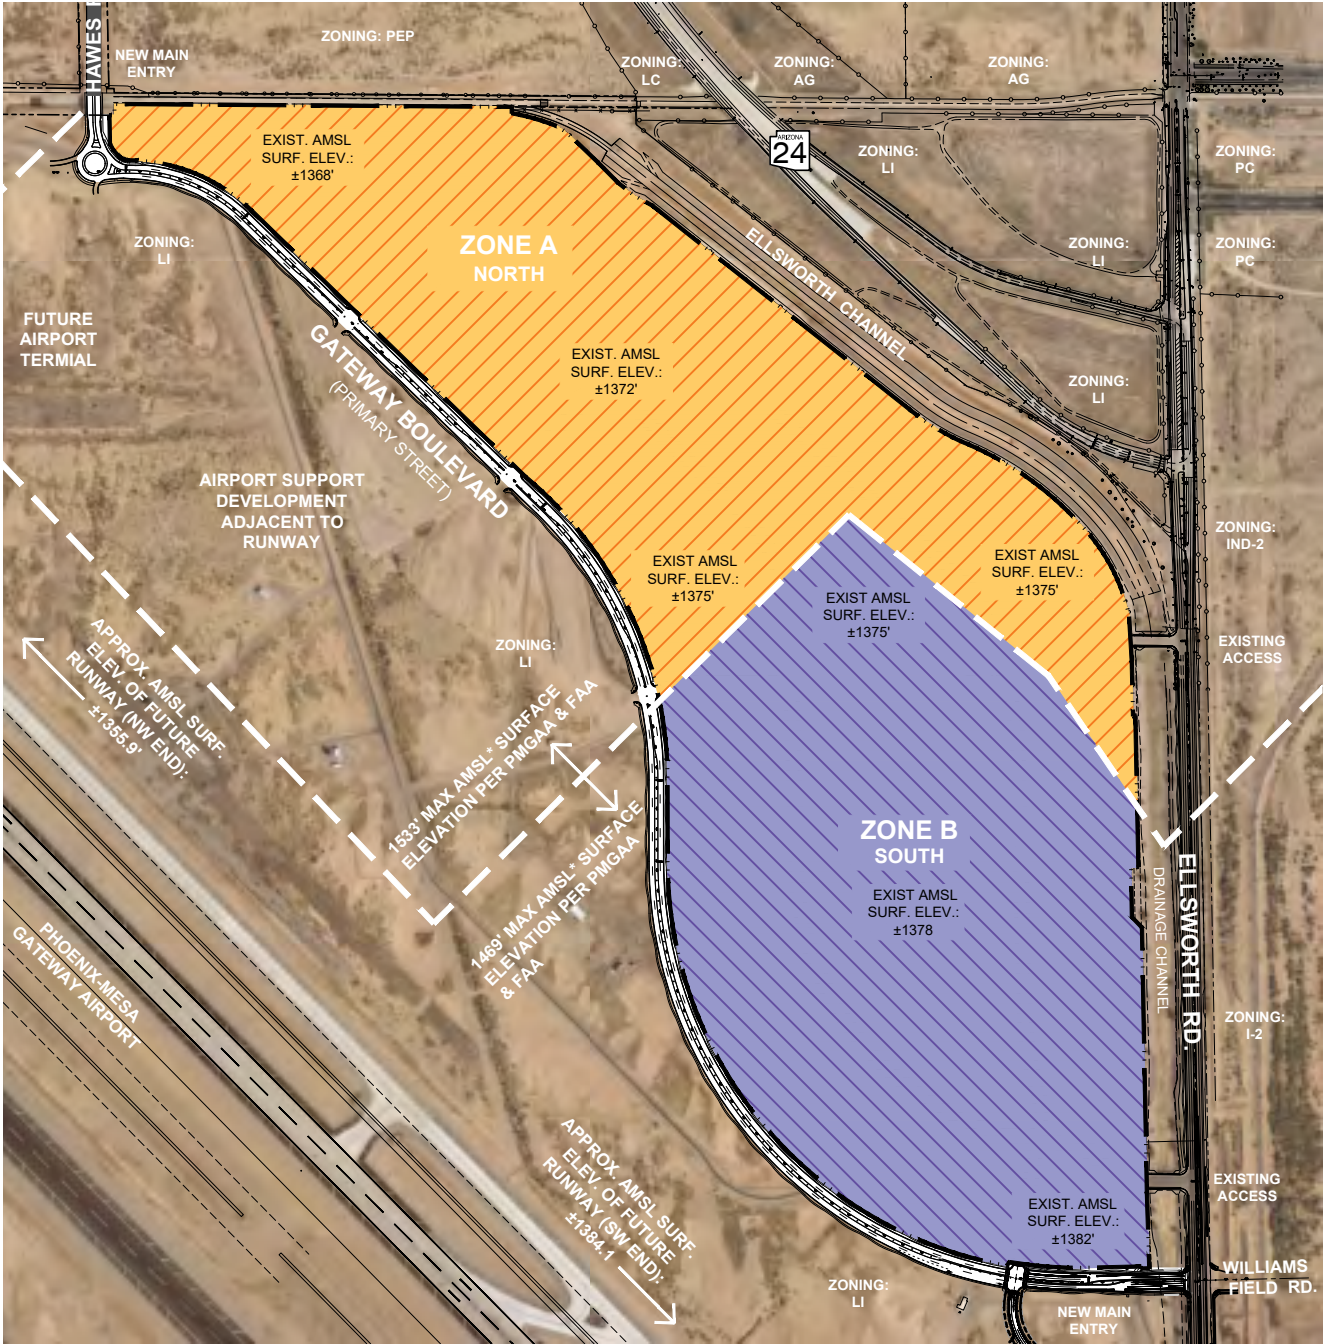 HAWES
NEW MAIN
ENTRY
ZONING: PEP
ZONING:
LC
ZONING:
AG
ZONING:
AG
ARIZONA
24
ZONING:
LI
ZONING:
PC
EXIST. AMSL
SURF. ELEV.:
±1368'
ZONING:
LI
ZONE A
NORTH
ELLSWORTH CHANNEL
ZONING:
LI
ZONING:
PC
FUTURE
AIRPORT
TERMIAL
GATEWAY BOULEVARD
(PRIMARY STREET)
EXIST. AMSL
SURF. ELEV.:
±1372'
ZONING:
LI
AIRPORT SUPPORT
DEVELOPMENT
ADJACENT TO
RUNWAY
ZONING:
IND-2
EXIST AMSL
SURF. ELEV.:
±1375'
EXIST AMSL
SURF. ELEV.:
±1375'
EXIST AMSL
SURF. ELEV.:
±1375'
APPROX. AMSL SURF.
ELEV. OF FUTURE
RUNWAY (NW END):
±1355.9'
ZONING:
LI
EXISTING
ACCESS
1533' MAX AMSL* SURFACE
ELEVATION PER PMGAA & FAA
1469' MAX AMSL* SURFACE
ELEVATION PER PMGAA
& FAA
ZONE B
SOUTH
EXIST AMSL
SURF. ELEV.:
±1378
DRAINAGE CHANNEL
ELLSWORTH RD.
PHOENIX-MESA
GATEWAY AIRPORT
ZONING:
I-2
APPROX. AMSL SURF.
ELEV. OF FUTURE
RUNWAY (SW END):
±1384.1
EXISTING
ACCESS
EXIST. AMSL
SURF. ELEV.:
±1382'
ZONING:
LI
WILLIAMS
FIELD RD.
NEW MAIN
ENTRY